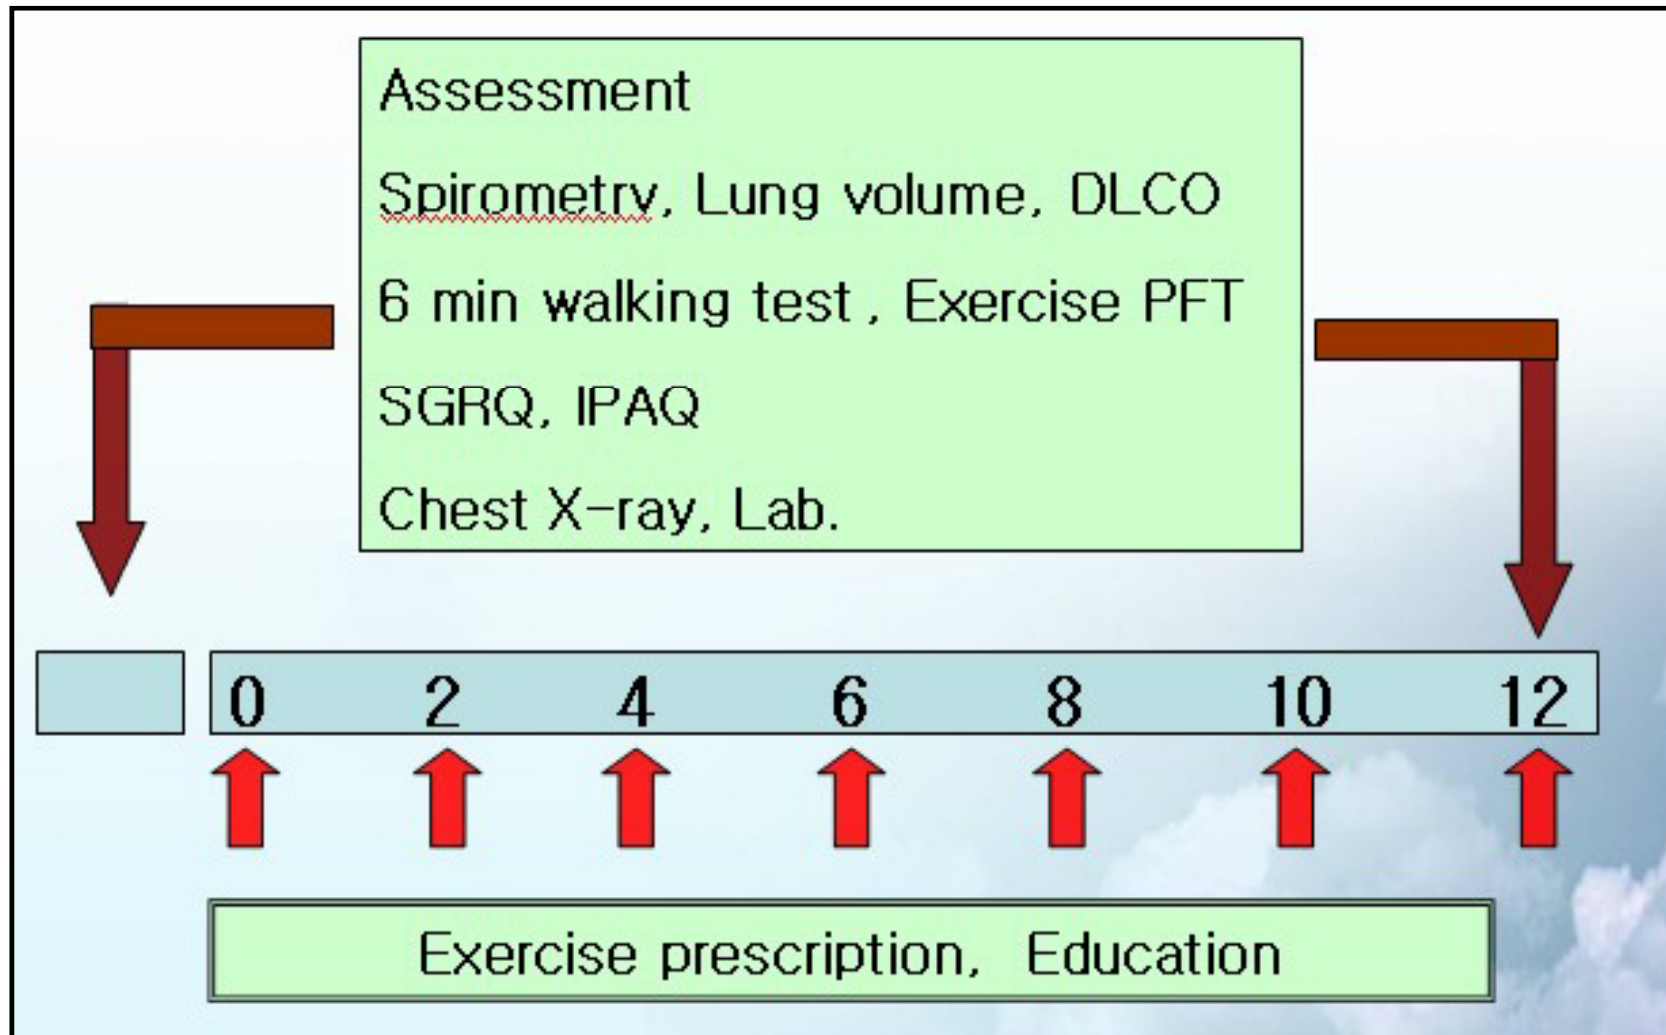 Assessment
Spirometry, Lung volume, DLCO
6 min walking test , Exercise PFT
SGRQ, IPAQ
Chest X-ray, Lab.
0 2 4 6 8 10 12
Exercise prescription, Education